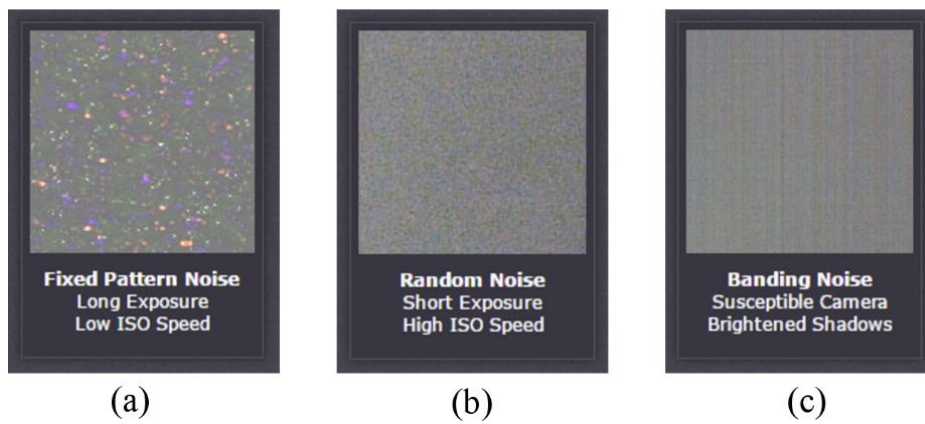 Fixed Pattern Noise
Long Exposure
Low ISO Speed
Random Noise
Short Exposure
High ISO Speed
Banding Noise
Susceptible Camera
Brightened Shadows
(a)
(b)
(c)